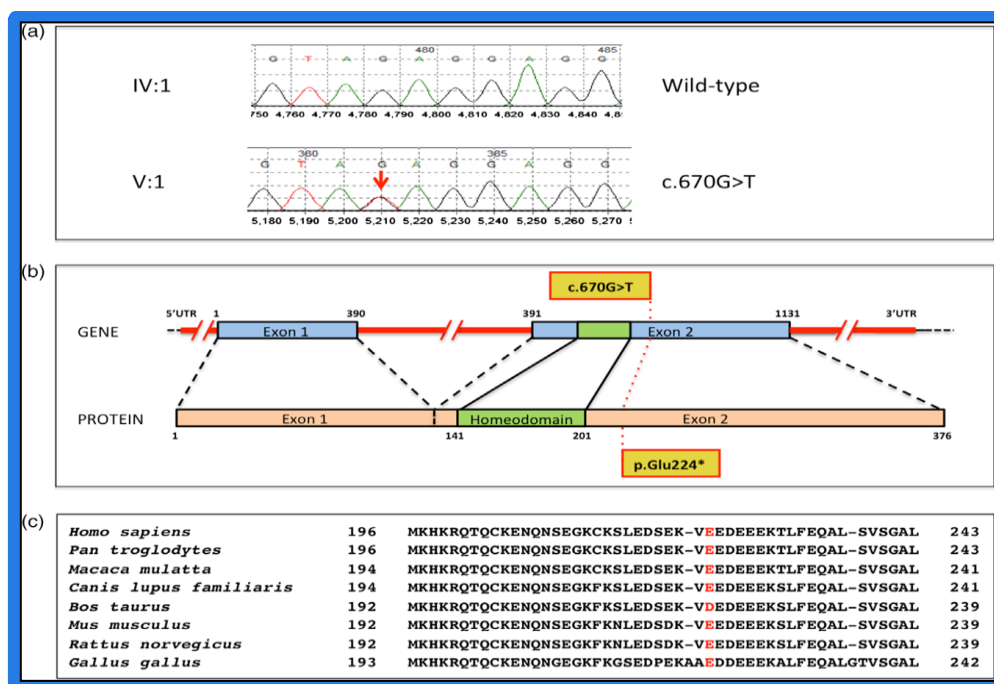 (a)
480 485
G T A G A G G A G G
IV:1 Wild-type
750 4,760 4,770 4,780 4,790 4,800 4,810 4,820 4,830 4,840 4,8
360 365
G T A G A G G A G G
V:1 c.670G>T
5,180 5,190 5,200 5,210 5,220 5,230 5,240 5,250 5,260 5,270
(b)
c.670G>T
5'UTR 1 390 391 1131 3'UTR
GENE Exon 1 Exon 2
PROTEIN Exon 1 Homeodomain Exon 2
1 141 201 376
p.Glu224*
(c)
Homo sapiens 196 MKHKRQTQCKENQNSEGKCKSLEDSEK-VEEDEEEKTLFEQAL-SVSGAL 243
Pan troglodytes 196 MKHKRQTQCKENQNSEGKCKSLEDSEK-VEEDEEEKTLFEQAL-SVSGAL 243
Macaca mulatta 194 MKHKRQTQCKENQNSEGKCKSLEDSEK-VEEDEEEKTLFEQAL-SVSGAL 241
Canis lupus familiaris 194 MKHKRQTQCKENQNSEGKFKSLEDSEK-VEEDEEEKSLFEQAL-SVSGAL 241
Bos taurus 192 MKHKRQTQCKENQNSEGKFKSLEDSEK-VDEDEEEKSLFEQAL-SVSGAL 239
Mus musculus 192 MKHKRQTQCKENQNSEGKFKNLEDSDK-VEEDEEEKSLFEQAL-SVSGAL 239
Rattus norvegicus 192 MKHKRQTQCKENQNSEGKFKNLEDSDK-VEEDEEEKSLFEQAL-SVSGAL 239
Gallus gallus 193 MKHKRQTQCKENQNGEGKFKGSEDPEKAAEDDEEEKALFEQALGTVSGAL 242